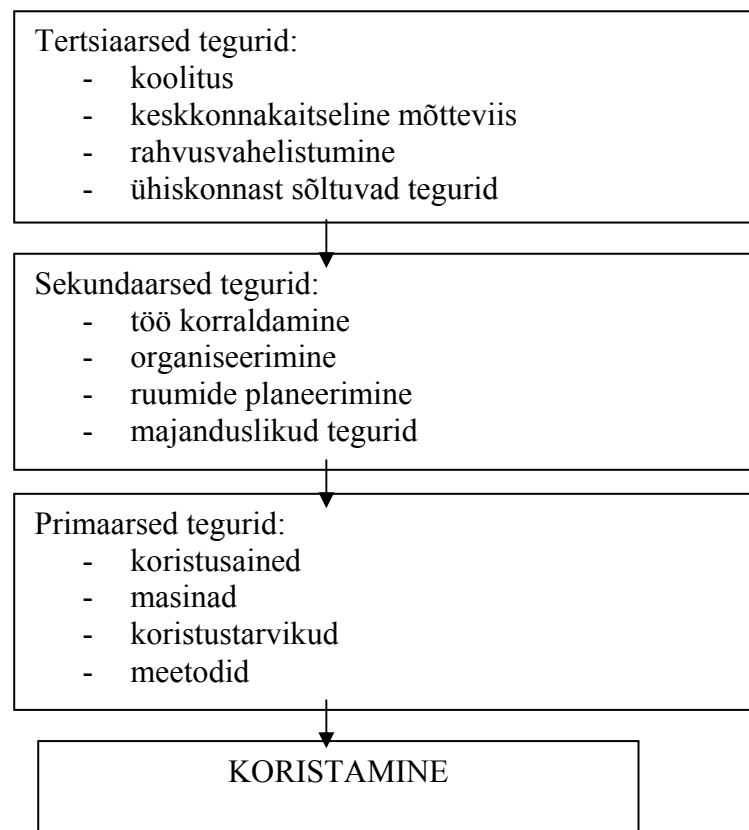 Tertsiaarsed tegurid:
- koolitus
- keskkonnakaitseline mõtteviis
- rahvusvahelistumine
- ühiskonnast sõltuvad tegurid
Sekundaarsed tegurid:
- töö korraldamine
- organiseerimine
- ruumide planeerimine
- majanduslikud tegurid
Primaarsed tegurid:
- koristusained
- masinad
- koristustarvikud
- meetodid
KORISTAMINE